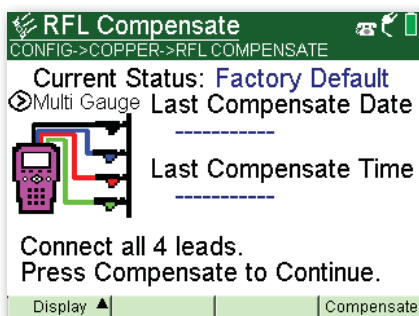 RFL Compensate
CONFIG->COPPER->RFL COMPENSATE
Current Status: Factory Default
Multi Gauge Last Compensate Date
-----------
Last Compensate Time
-----------
Connect all 4 leads.
Press Compensate to Continue.
Display ▲ Compensate